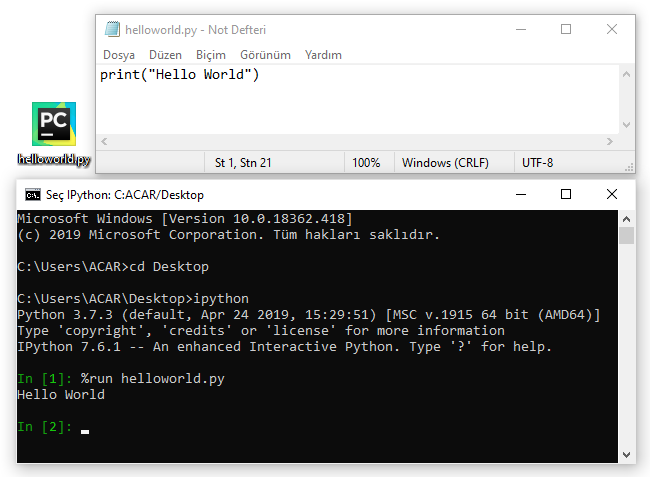 helloworld.py - Not Defteri
Dosya Düzen Biçim Görünüm Yardım
print("Hello World")
St 1, Stn 21 100% Windows (CRLF) UTF-8
PC
helloworld.py
C:\. Seç IPython: C:ACAR/Desktop
Microsoft Windows [Version 10.0.18362.418]
(c) 2019 Microsoft Corporation. Tüm hakları saklıdır.
C:\Users\ACAR>cd Desktop
C:\Users\ACAR\Desktop>ipython
Python 3.7.3 (default, Apr 24 2019, 15:29:51) [MSC v.1915 64 bit (AMD64)]
Type 'copyright', 'credits' or 'license' for more information
IPython 7.6.1 -- An enhanced Interactive Python. Type '?' for help.
In [1]: %run helloworld.py
Hello World
In [2]: